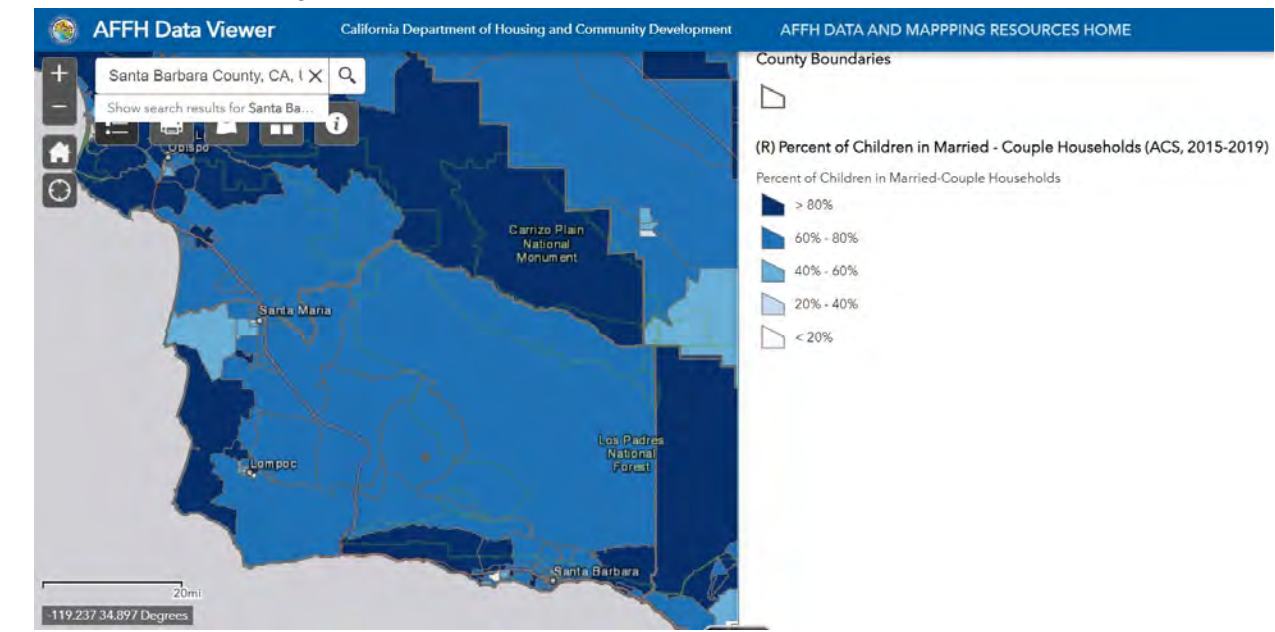 AFFH Data Viewer
California Department of Housing and Community Development
AFFH DATA AND MAPPPING RESOURCES HOME
+
Santa Barbara County, CA, U
Show search results for Santa Ba...
−
Obispo
Carrizo Plain
National
Monument
Santa Maria
Los Padres
National
Forest
Lompoc
Santa Barbara
20mi
-119.237 34.897 Degrees
County Boundaries
(R) Percent of Children in Married - Couple Households (ACS, 2015-2019)
Percent of Children in Married-Couple Households
> 80%
60% - 80%
40% - 60%
20% - 40%
< 20%